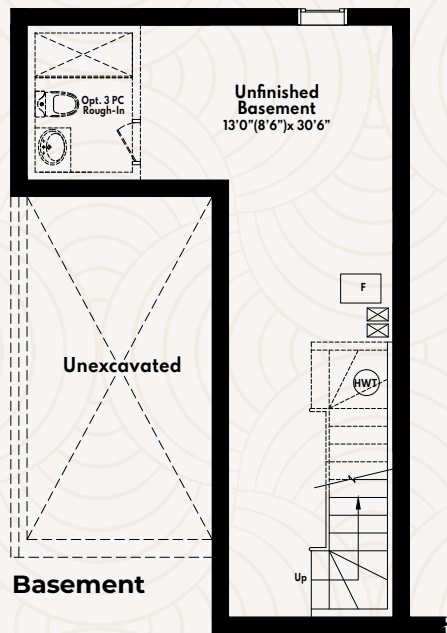 Opt. 3 PC
Rough-In
Unfinished
Basement
13'0"(8'6")x 30'6"
F
Unexcavated
HWT
Up
Basement